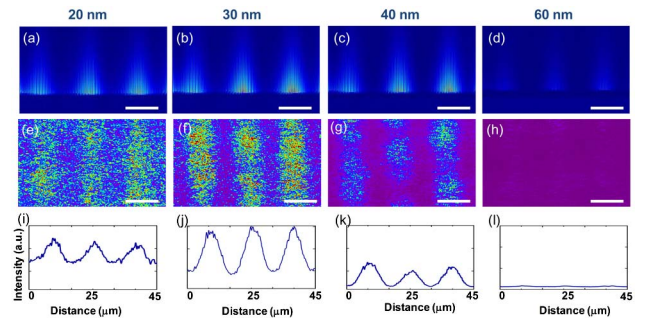 20 nm 30 nm 40 nm 60 nm
(a) (b) (c) (d)
(e) (f) (g) (h)
(i) (j) (k) (l)
Intensity (a.u.)
0 25 45 0 25 45 0 25 45 0 25 45
Distance (μm) Distance (μm) Distance (μm) Distance (μm)